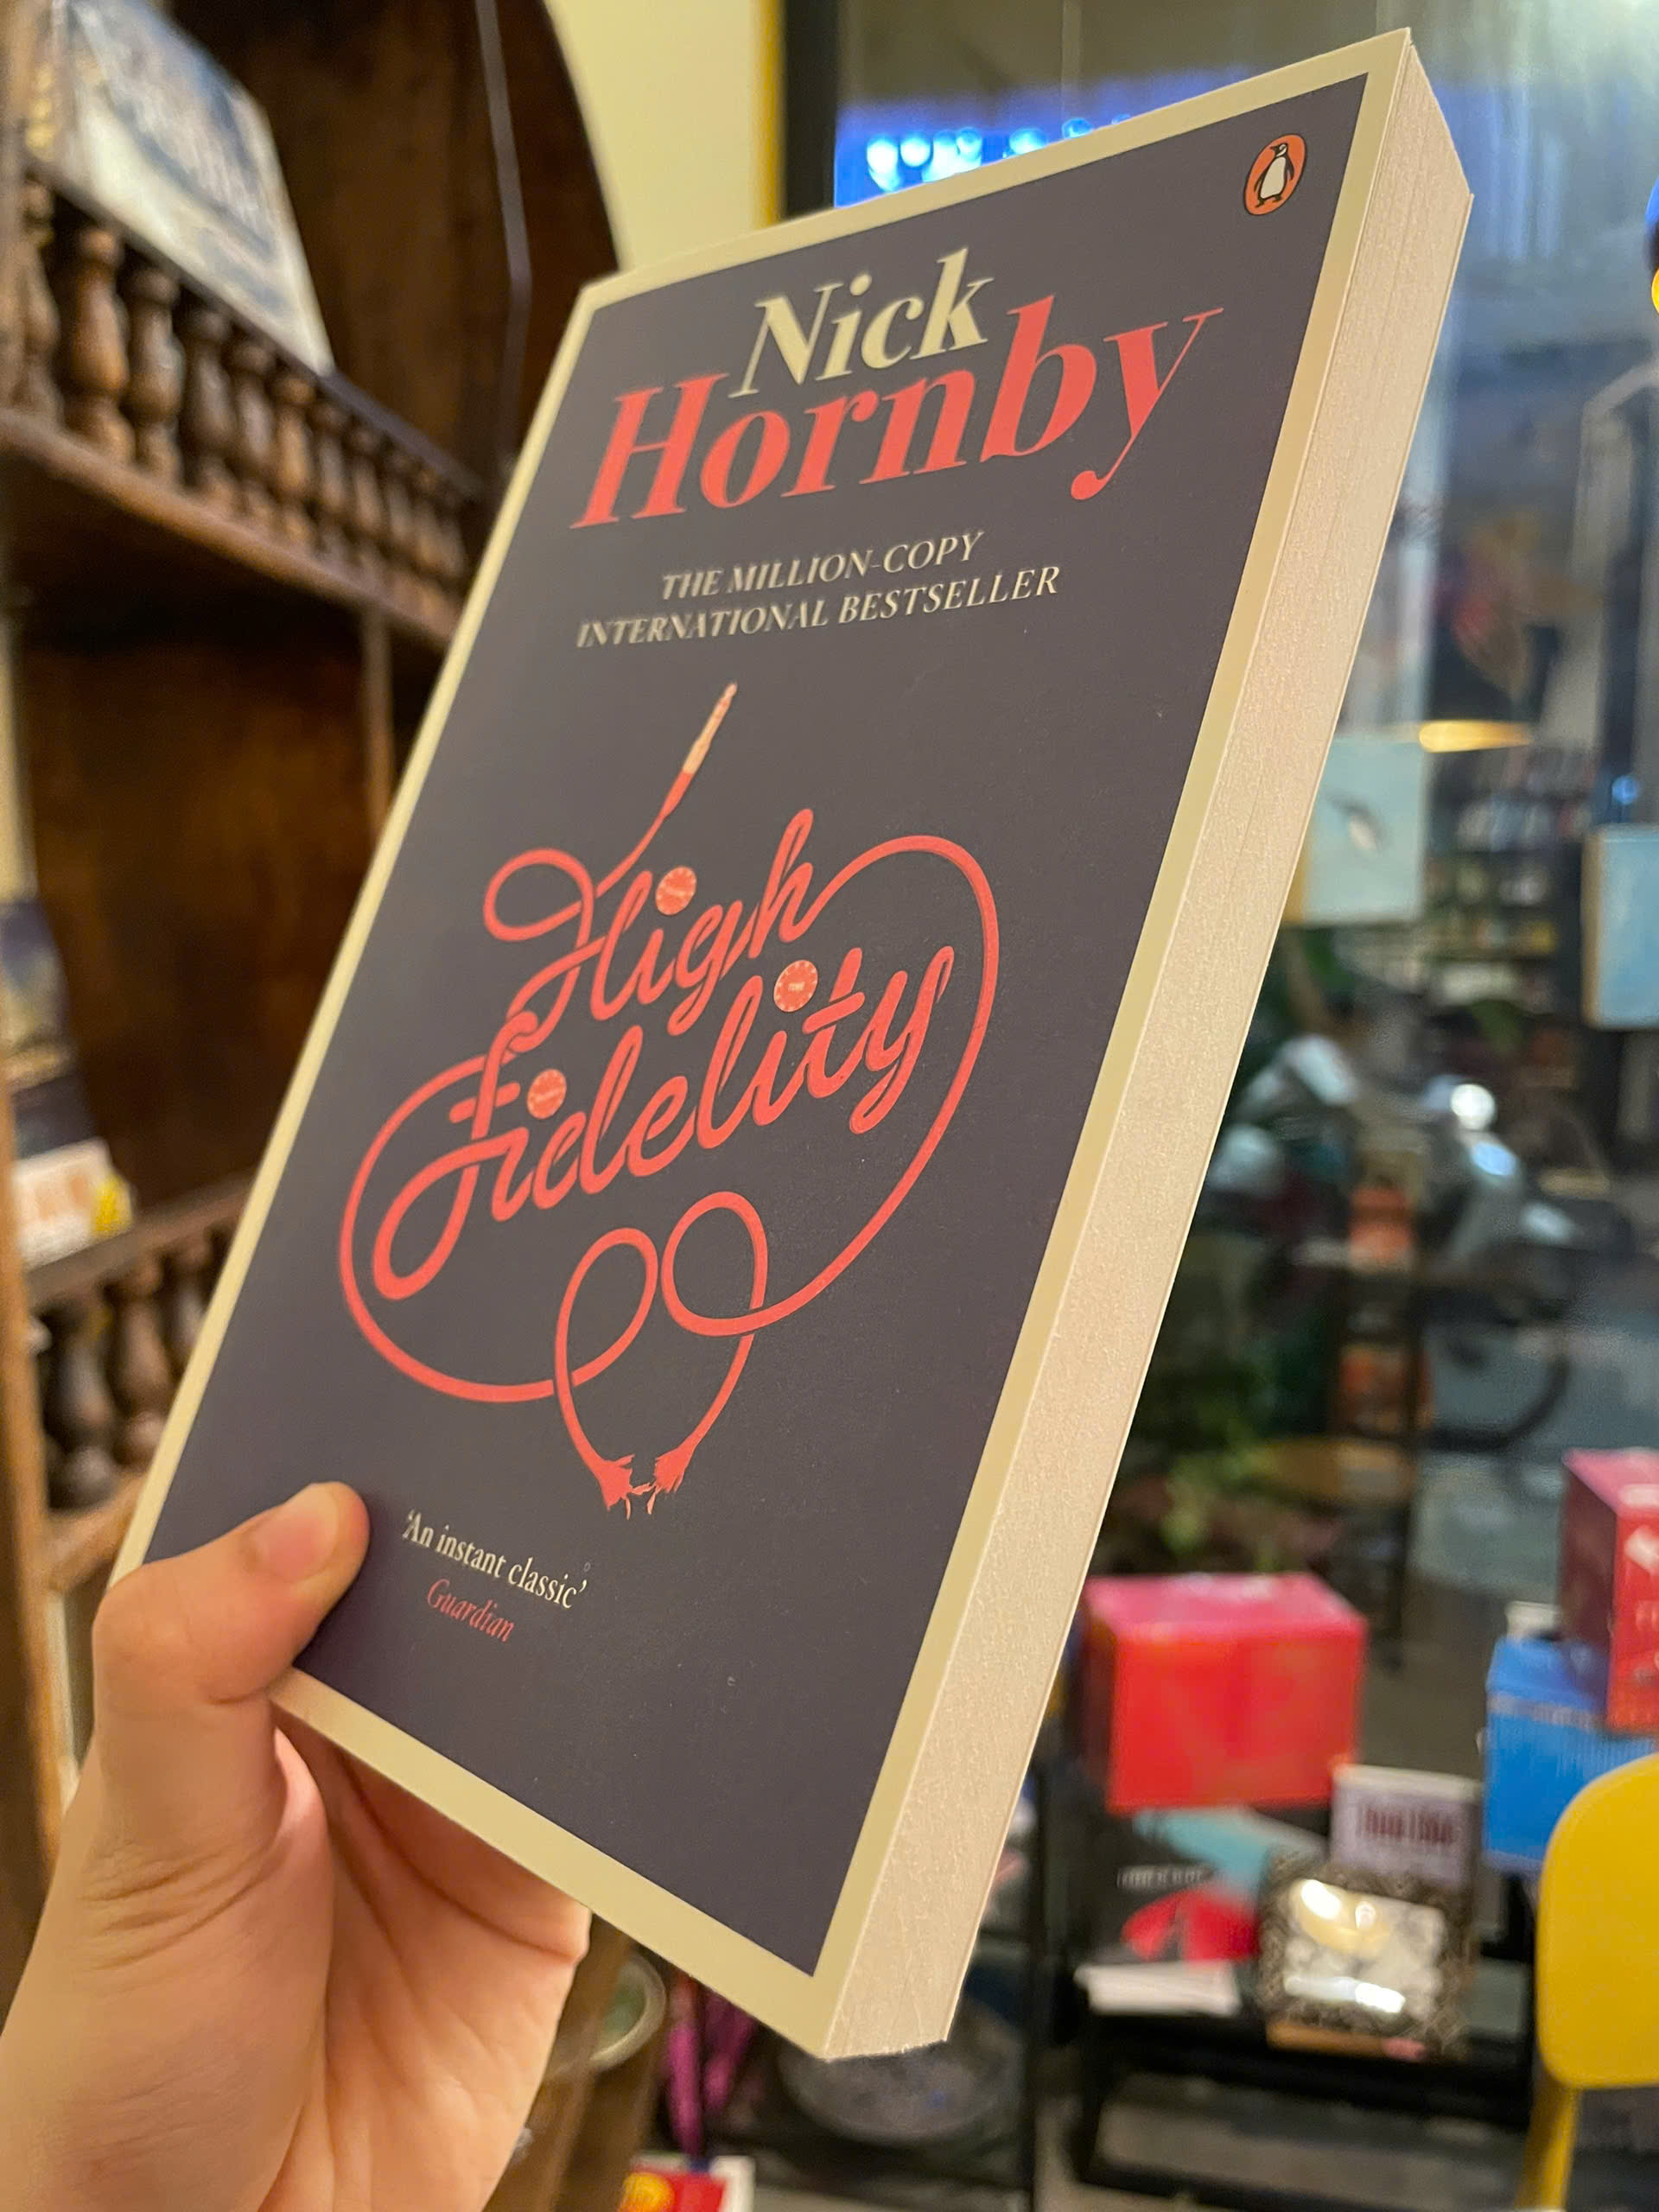 Nick
Hornby
THE MILLION-COPY
INTERNATIONAL BESTSELLER
High
Fidelity
‘An instant classic’
Guardian